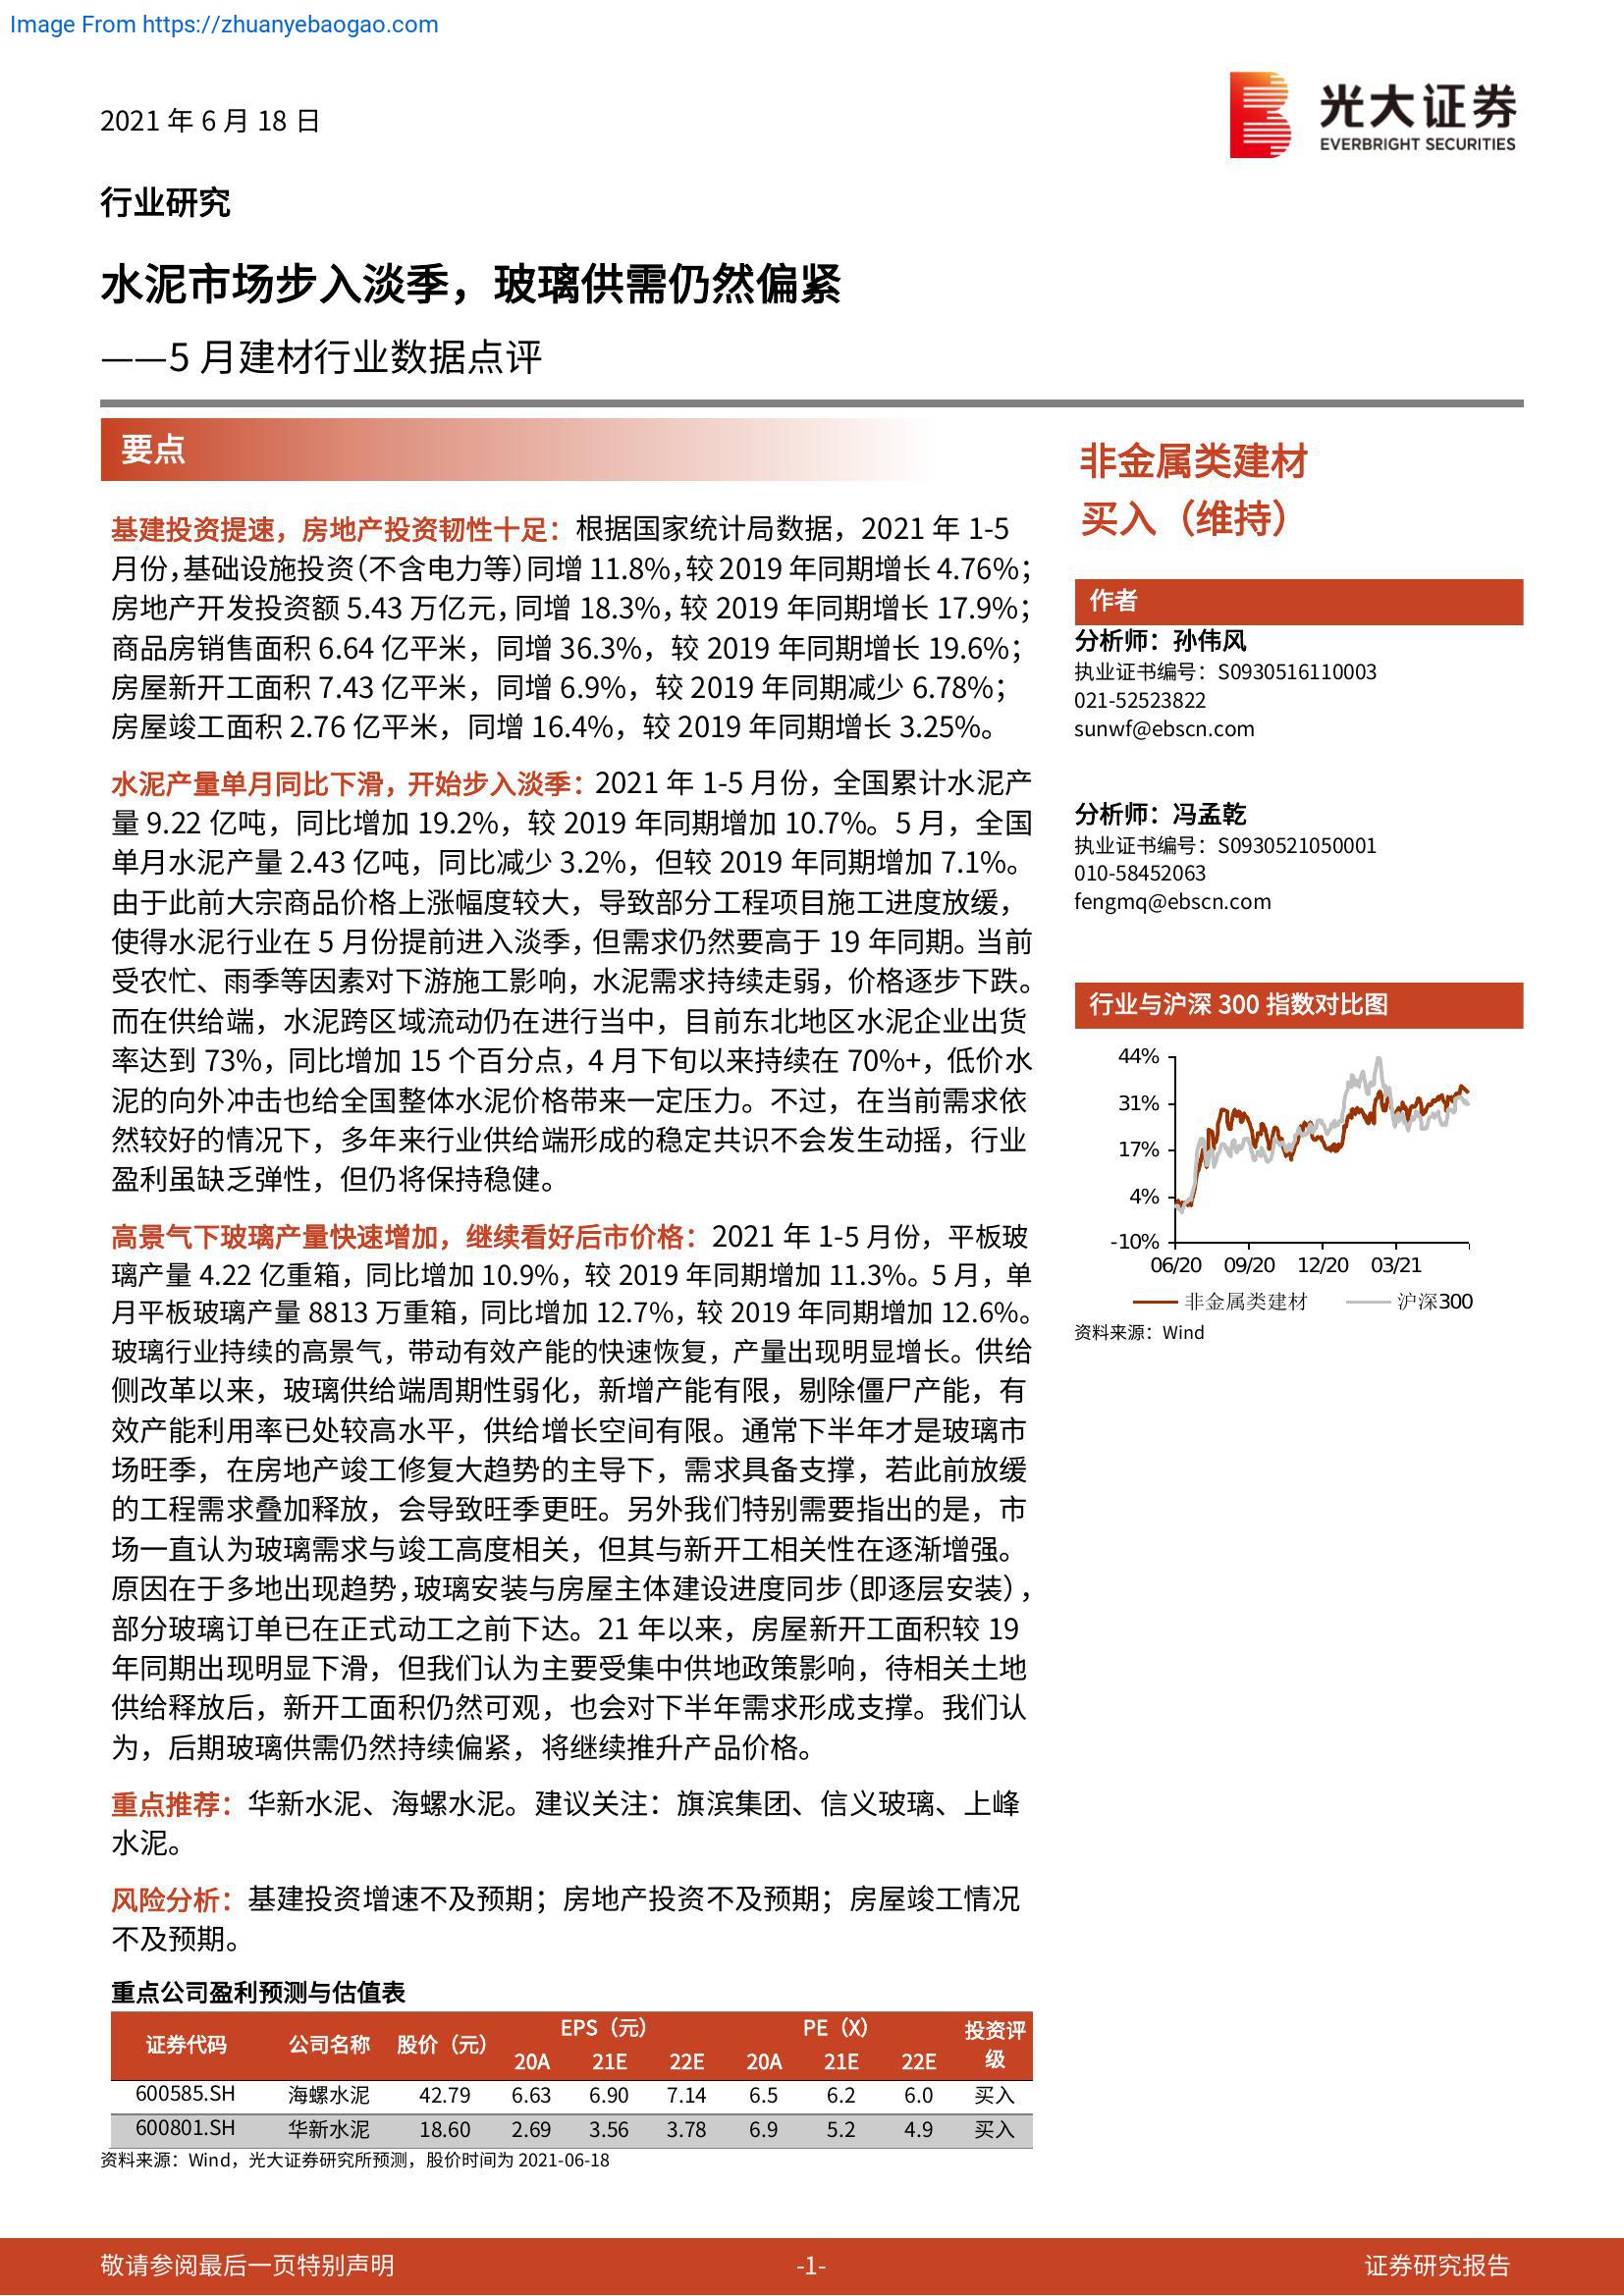 Image From https://zhuanyebaogao.com
2021 年 6 月 18 日
光大证券
EVERBRIGHT SECURITIES
行业研究
水泥市场步入淡季，玻璃供需仍然偏紧
——5 月建材行业数据点评
要点
基建投资提速，房地产投资韧性十足：根据国家统计局数据，2021 年 1-5
月份，基础设施投资（不含电力等）同增 11.8%，较 2019 年同期增长 4.76%；
房地产开发投资额 5.43 万亿元，同增 18.3%，较 2019 年同期增长 17.9%；
商品房销售面积 6.64 亿平米，同增 36.3%，较 2019 年同期增长 19.6%；
房屋新开工面积 7.43 亿平米，同增 6.9%，较 2019 年同期减少 6.78%；
房屋竣工面积 2.76 亿平米，同增 16.4%，较 2019 年同期增长 3.25%。
水泥产量单月同比下滑，开始步入淡季：2021 年 1-5 月份，全国累计水泥产
量 9.22 亿吨，同比增加 19.2%，较 2019 年同期增加 10.7%。5 月，全国
单月水泥产量 2.43 亿吨，同比减少 3.2%，但较 2019 年同期增加 7.1%。
由于此前大宗商品价格上涨幅度较大，导致部分工程项目施工进度放缓，
使得水泥行业在 5 月份提前进入淡季，但需求仍然要高于 19 年同期。当前
受农忙、雨季等因素对下游施工影响，水泥需求持续走弱，价格逐步下跌。
而在供给端，水泥跨区域流动仍在进行当中，目前东北地区水泥企业出货
率达到 73%，同比增加 15 个百分点，4 月下旬以来持续在 70%+，低价水
泥的向外冲击也给全国整体水泥价格带来一定压力。不过，在当前需求依
然较好的情况下，多年来行业供给端形成的稳定共识不会发生动摇，行业
盈利虽缺乏弹性，但仍将保持稳健。
高景气下玻璃产量快速增加，继续看好后市价格：2021 年 1-5 月份，平板玻
璃产量 4.22 亿重箱，同比增加 10.9%，较 2019 年同期增加 11.3%。5 月，单
月平板玻璃产量 8813 万重箱，同比增加 12.7%，较 2019 年同期增加 12.6%。
玻璃行业持续的高景气，带动有效产能的快速恢复，产量出现明显增长。供给
侧改革以来，玻璃供给端周期性弱化，新增产能有限，剔除僵尸产能，有
效产能利用率已处较高水平，供给增长空间有限。通常下半年才是玻璃市
场旺季，在房地产竣工修复大趋势的主导下，需求具备支撑，若此前放缓
的工程需求叠加释放，会导致旺季更旺。另外我们特别需要指出的是，市
场一直认为玻璃需求与竣工高度相关，但其与新开工相关性在逐渐增强。
原因在于多地出现趋势，玻璃安装与房屋主体建设进度同步（即逐层安装），
部分玻璃订单已在正式动工之前下达。21 年以来，房屋新开工面积较 19
年同期出现明显下滑，但我们认为主要受集中供地政策影响，待相关土地
供给释放后，新开工面积仍然可观，也会对下半年需求形成支撑。我们认
为，后期玻璃供需仍然持续偏紧，将继续推升产品价格。
重点推荐：华新水泥、海螺水泥。建议关注：旗滨集团、信义玻璃、上峰
水泥。
风险分析：基建投资增速不及预期；房地产投资不及预期；房屋竣工情况
不及预期。
重点公司盈利预测与估值表
证券代码 公司名称 股价（元） EPS（元） PE（X） 投资评级
20A 21E 22E 20A 21E 22E
600585.SH 海螺水泥 42.79 6.63 6.90 7.14 6.5 6.2 6.0 买入
600801.SH 华新水泥 18.60 2.69 3.56 3.78 6.9 5.2 4.9 买入
资料来源：Wind，光大证券研究所预测，股价时间为 2021-06-18
非金属类建材
买入（维持）
作者
分析师：孙伟风
执业证书编号：S0930516110003
021-52523822
sunwf@ebscn.com
分析师：冯孟乾
执业证书编号：S0930521050001
010-58452063
fengmq@ebscn.com
行业与沪深 300 指数对比图
44%
31%
17%
4%
-10%
06/20 09/20 12/20 03/21
非金属类建材 沪深300
资料来源：Wind
敬请参阅最后一页特别声明 -1- 证券研究报告